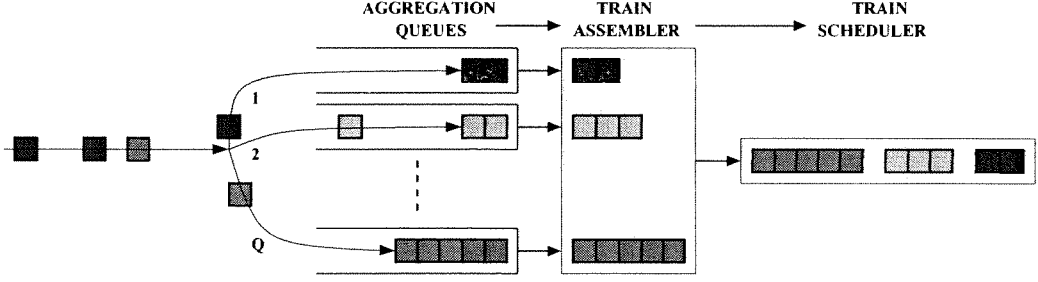 AGGREGATION
QUEUES
TRAIN
ASSEMBLER
TRAIN
SCHEDULER
1
2
Q